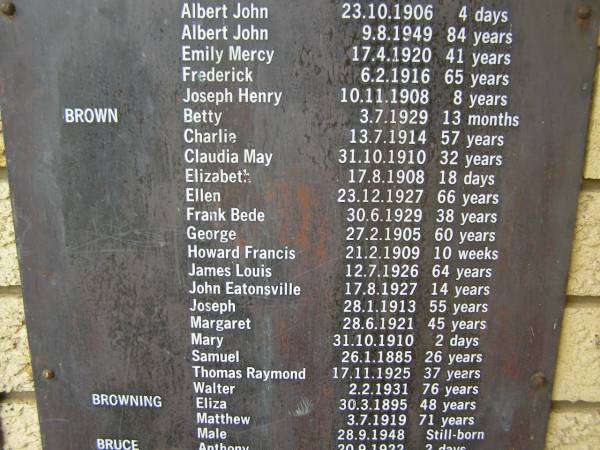 Albert John 23.10.1906 4 days
Albert John 9.8.1949 84 years
Emily Mercy 17.4.1920 41 years
Frederick 6.2.1916 65 years
Joseph Henry 10.11.1908 8 years
BROWN Betty 3.7.1929 13 months
Charlie 13.7.1914 57 years
Claudia May 31.10.1910 32 years
Elizabeth 17.8.1908 18 days
Ellen 23.12.1927 66 years
Frank Bede 30.6.1929 38 years
George 27.2.1905 60 years
Howard Francis 21.2.1909 10 weeks
James Louis 12.7.1926 64 years
John Eatonsville 17.8.1927 14 years
Joseph 28.1.1913 55 years
Margaret 28.6.1921 45 years
Mary 31.10.1910 2 days
Samuel 26.1.1885 26 years
Thomas Raymond 17.11.1925 37 years
Walter 2.2.1931 76 years
BROWNING Eliza 30.3.1895 48 years
Matthew 3.7.1919 71 years
Male 28.9.1948 Still-born
BRUCE Anthony 20.9.1922 2 days